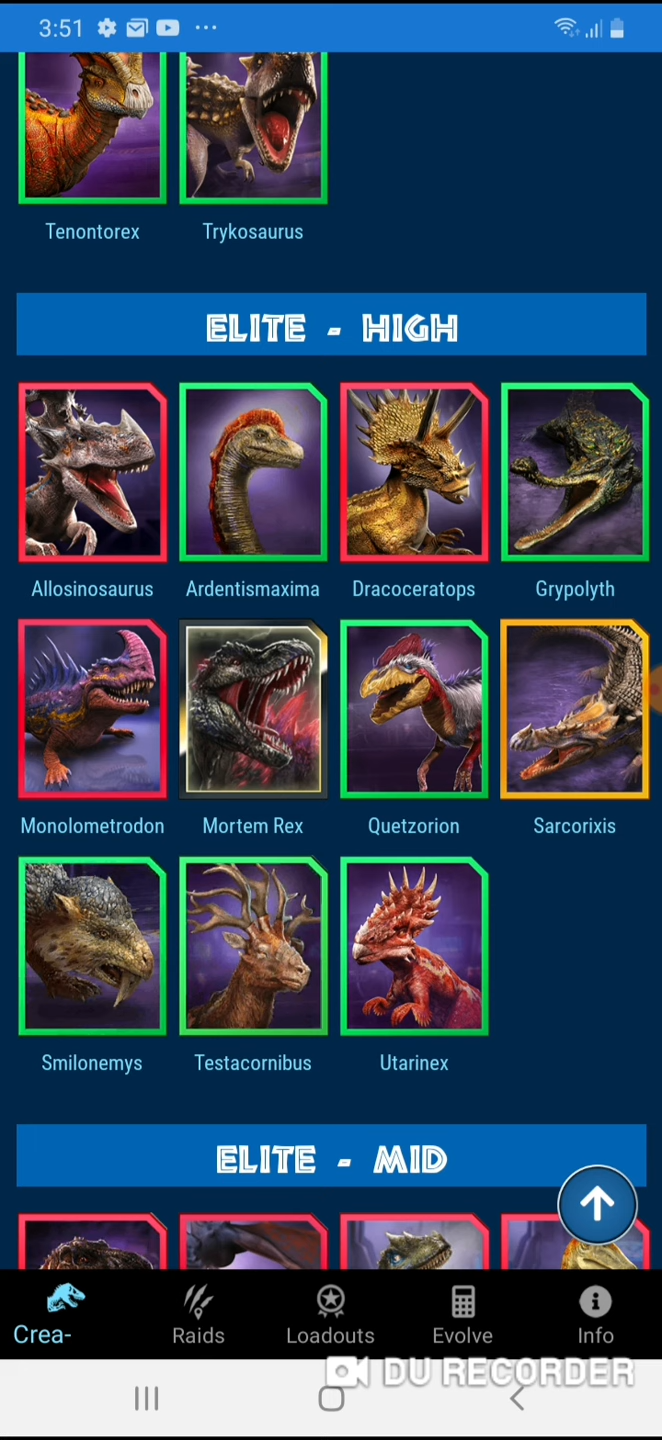 3:51
Tenontorex Trykosaurus
ELITE - HIGH
Allosinosaurus Ardentismaxima Dracoceratops Grypolyth
Monolometrodon Mortem Rex Quetzorion Sarcorixis
Smilonemys Testacornibus Utarinex
ELITE - MID
Crea- Raids Loadouts Evolve Info
DU RECORDER